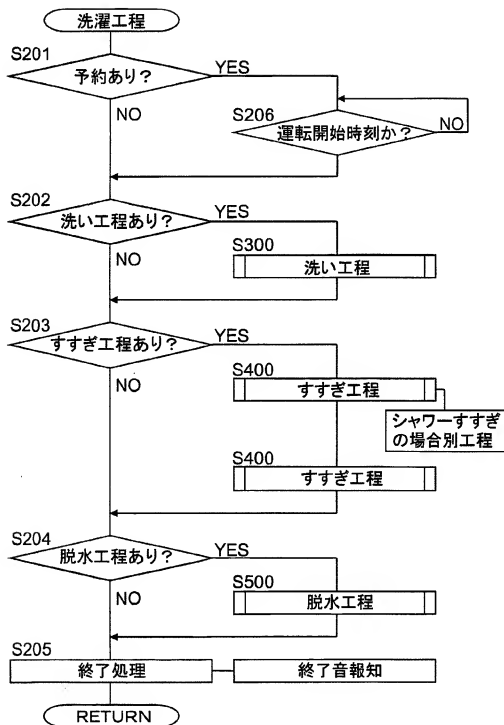 洗濯工程
S201
予約あり?
YES
NO
S206
運転開始時刻か?
NO
S202
洗い工程あり?
YES
NO
S300
洗い工程
S203
すすぎ工程あり?
YES
NO
S400
すすぎ工程
シャワーすすぎ
の場合別工程
S400
すすぎ工程
S204
脱水工程あり?
YES
NO
S500
脱水工程
S205
終了処理
終了音報知
RETURN